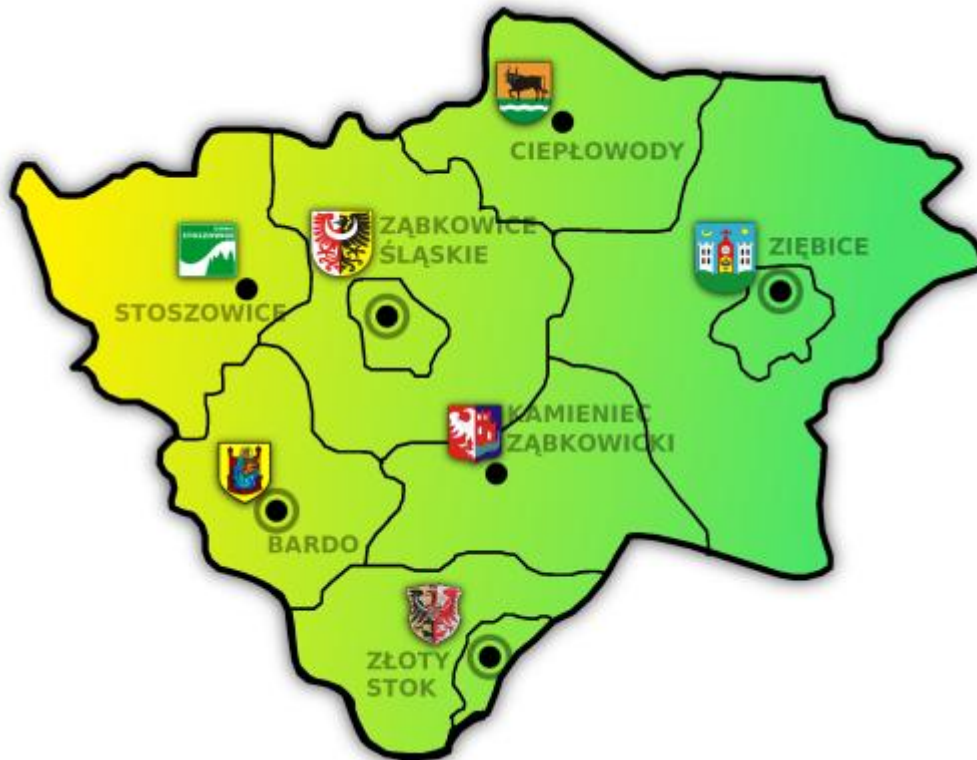 CIEPŁOWODY
ZĄBKOWICE
ŚLĄSKIE
ZIĘBICE
STOSZOWICE
KAMIENIEC
ZĄBKOWICKI
BARDO
ZŁOTY
STOK